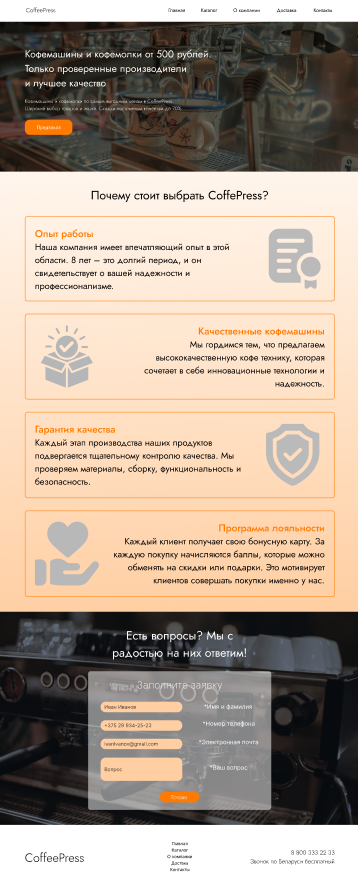 CoffeePress
Главная Каталог О компании Доставка Контакты
Кофемашины и кофемолки от 500 рублей.
Только проверенные производители
и лучшее качество
Кофемашины и кофемолки по самым выгодным ценам в CoffeePress.
Широкий выбор товаров и акций. Скидки постоянным клиентам до 70%.
Почему стоит выбрать CoffePress?
Опыт работы
Наша компания имеет впечатляющий опыт в этой
области. 8 лет – это долгий период, и он
свидетельствует о вашей надежности и
профессионализме.
Качественные кофемашины
Мы гордимся тем, что предлагаем
высококачественную кофе технику, которая
сочетает в себе инновационные технологии и
надежность.
Гарантия качества
Каждый этап производства наших продуктов
подвергается тщательному контролю качества. Мы
проверяем материалы, сборку, функциональность и
безопасность.
Программа лояльности
Каждый клиент получает свою бонусную карту. За
каждую покупку начисляются баллы, которые можно
обменять на скидки или подарки. Это мотивирует
клиентов совершать покупки именно у нас.
Есть вопросы? Мы с
радостью на них ответим!
Заполните заявку
Иван Иванов *Имя и фамилия
+375 29 934-25-23 *Номер телефона
ivanivanov@gmail.com *Электронная почта
Вопрос *Ваш вопрос
Готово
CoffeePress
Главная
Каталог
О компании
Доставка
Контакты
8 800 333 22 33
Звонок по Беларуси бесплатный